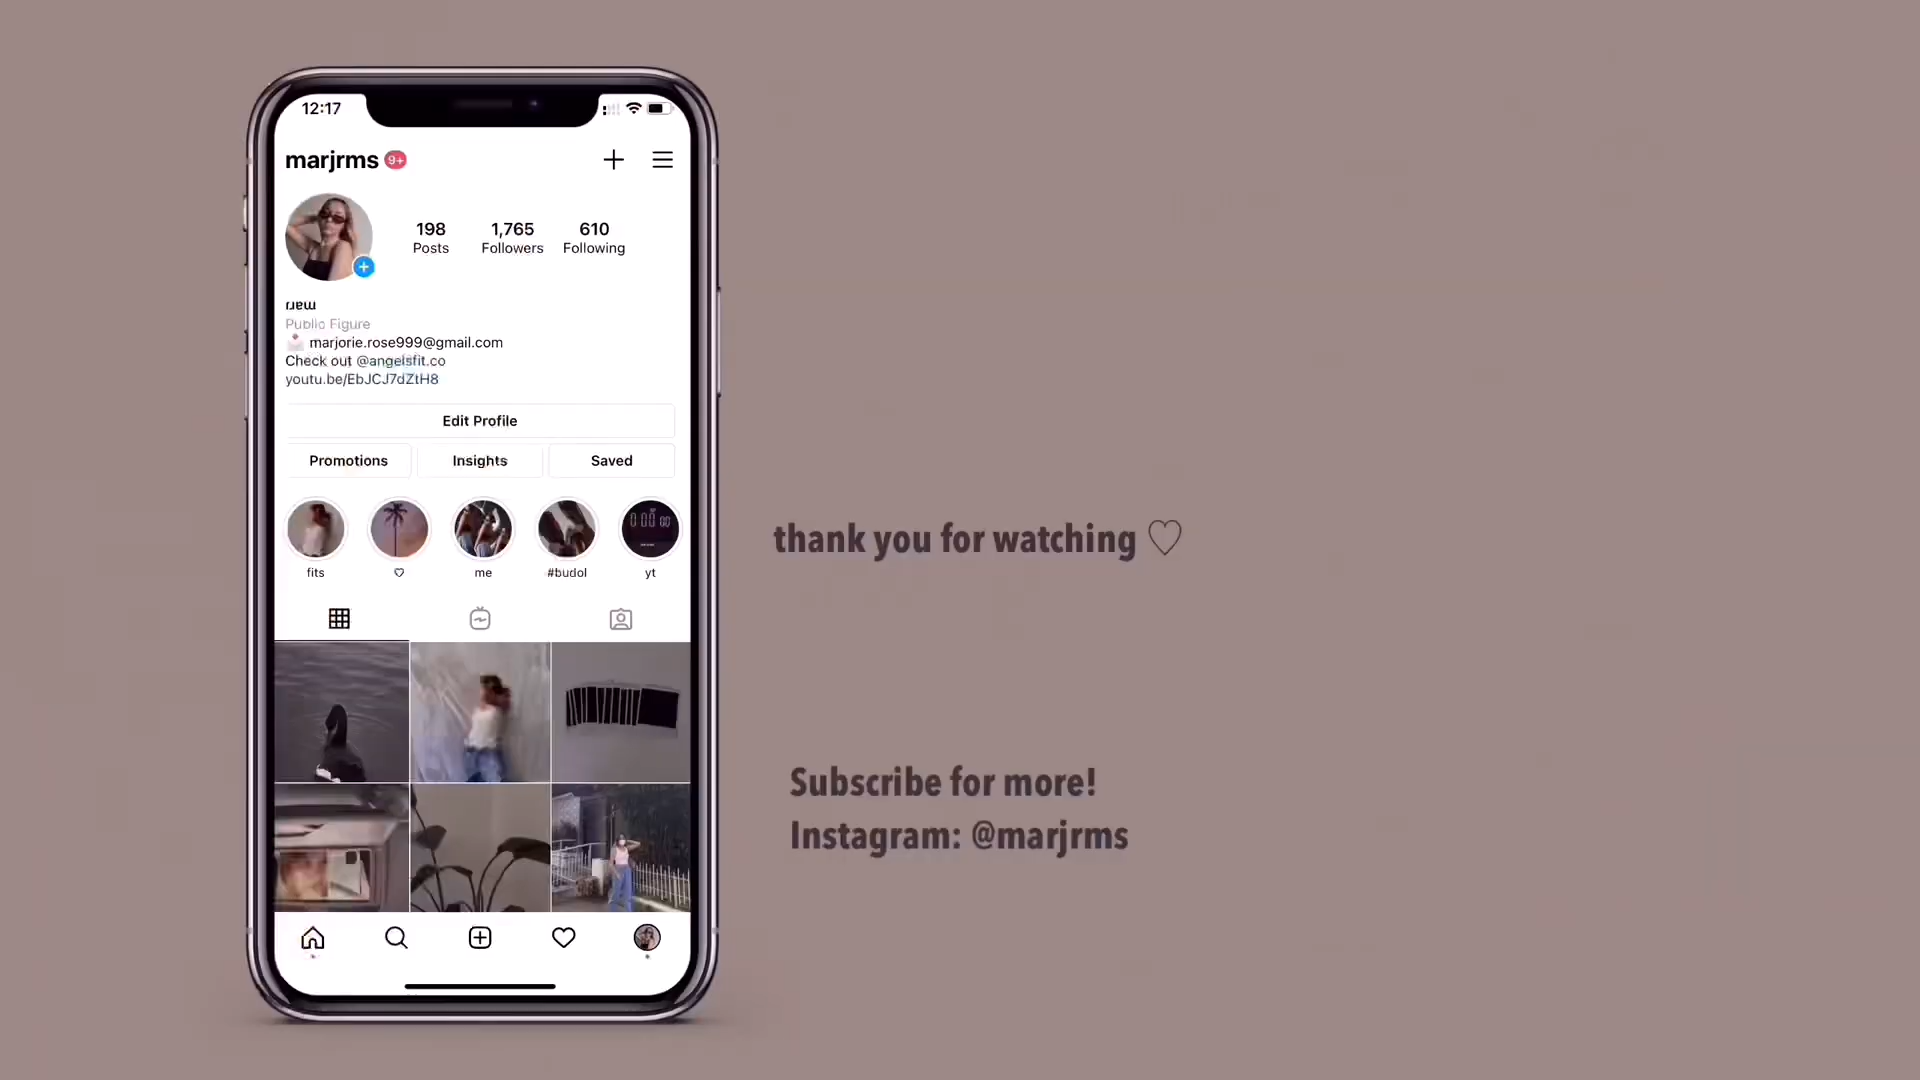 12:17
marjrms 9+
198 1,765 610
Posts Followers Following
ɹɾɐɯ
Public Figure
marjorie.rose999@gmail.com
Check out @angelsfit.co
youtu.be/EbJCJ7dZtH8
Edit Profile
Promotions Insights Saved
fits ♡ me #budol yt
thank you for watching ♡
Subscribe for more!
Instagram: @marjrms